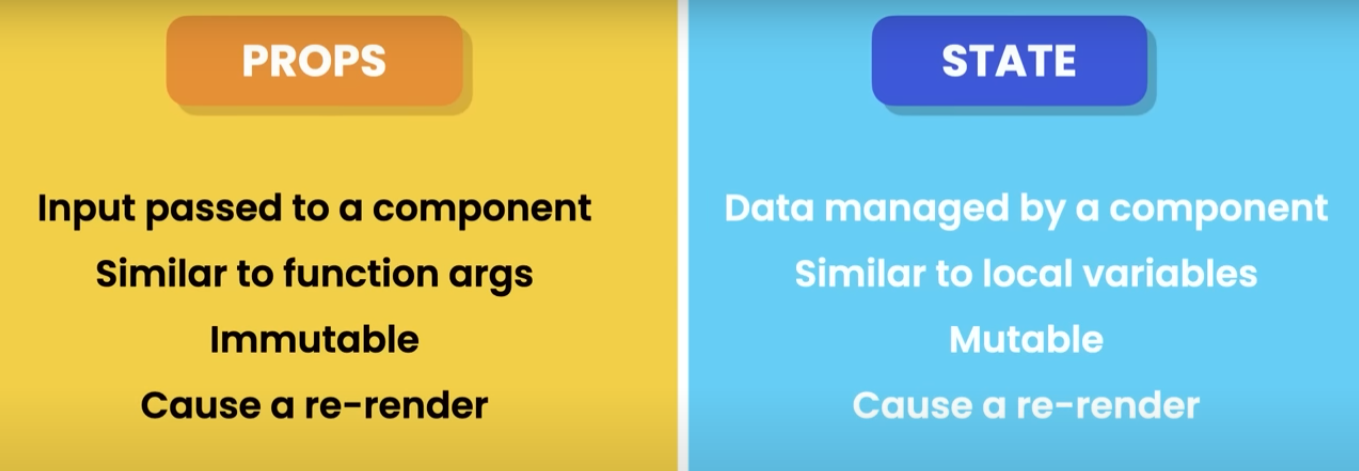 PROPS
Input passed to a component
Similar to function args
Immutable
Cause a re-render
STATE
Data managed by a component
Similar to local variables
Mutable
Cause a re-render